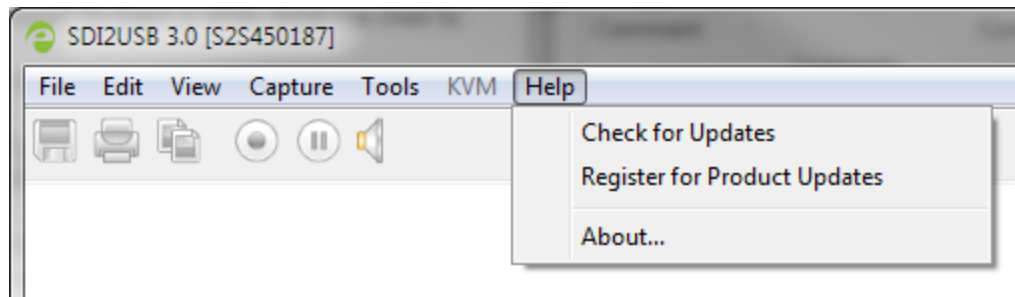 SDI2USB 3.0 [S2S450187]
File Edit View Capture Tools KVM Help
Check for Updates
Register for Product Updates
About...